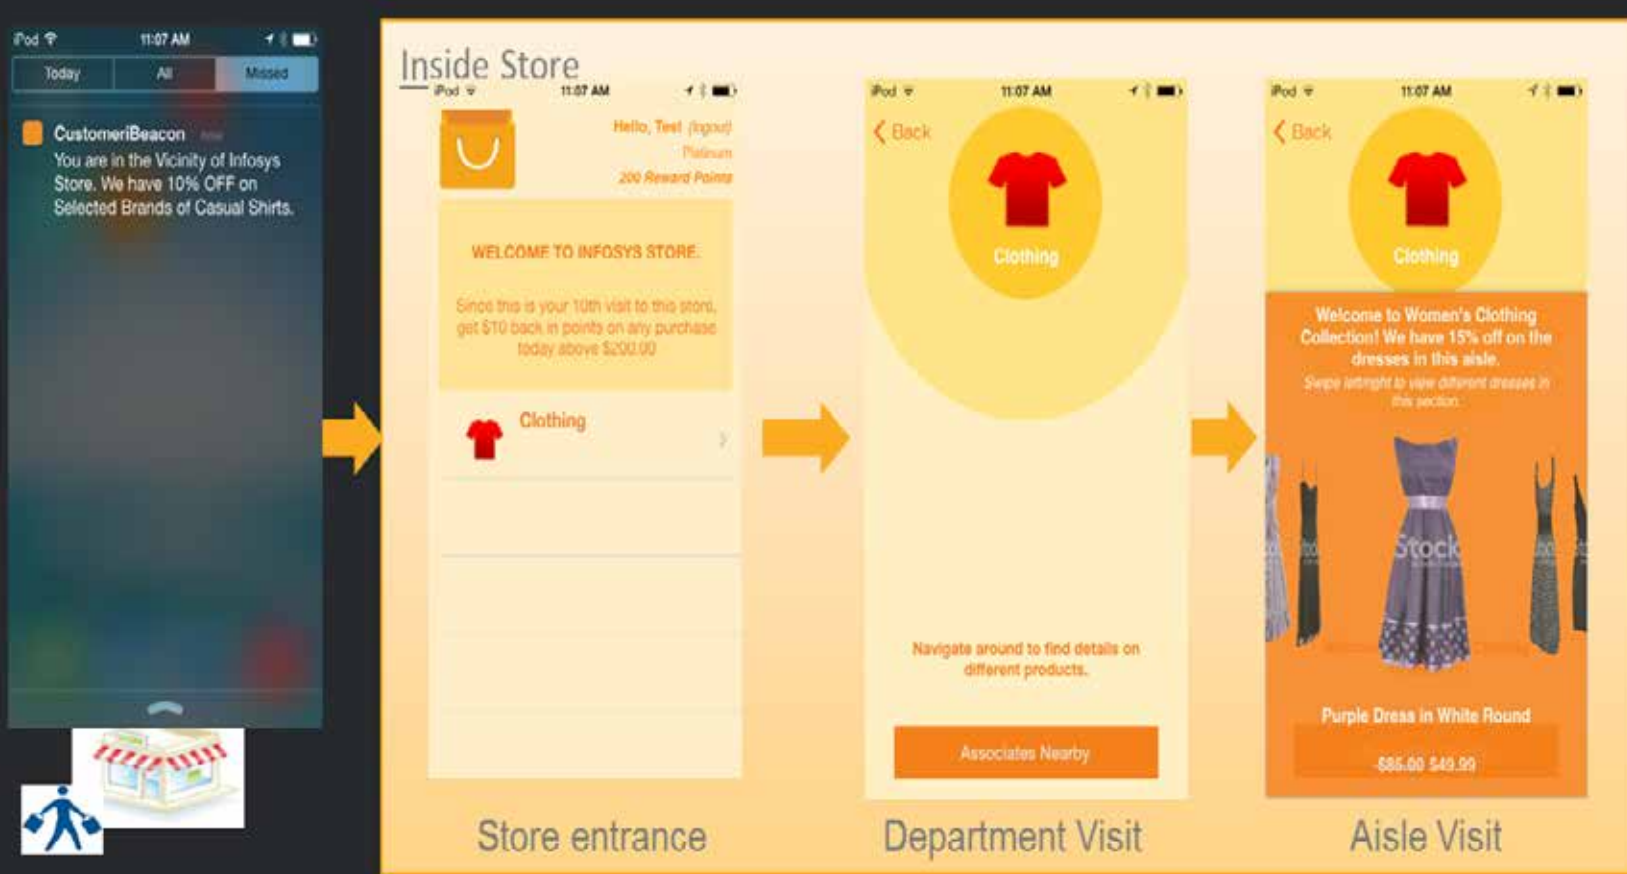 iPod 11:07 AM
Today All Missed
CustomeriBeacon now
You are in the Vicinity of Infosys
Store. We have 10% OFF on
Selected Brands of Casual Shirts.
Inside Store
iPod 11:07 AM
Hello, Test (logout)
Platinum
200 Reward Points
WELCOME TO INFOSYS STORE.
Since this is your 10th visit to this store,
get $10 back in points on any purchase
today above $200.00
Clothing
Store entrance
iPod 11:07 AM
Back
Clothing
Navigate around to find details on
different products.
Associates Nearby
Department Visit
iPod 11:07 AM
Back
Clothing
Welcome to Women's Clothing
Collection! We have 15% off on the
dresses in this aisle.
Swipe left/right to view different dresses in
this section.
iStock
Purple Dress in White Round
$85.00 $49.99
Aisle Visit